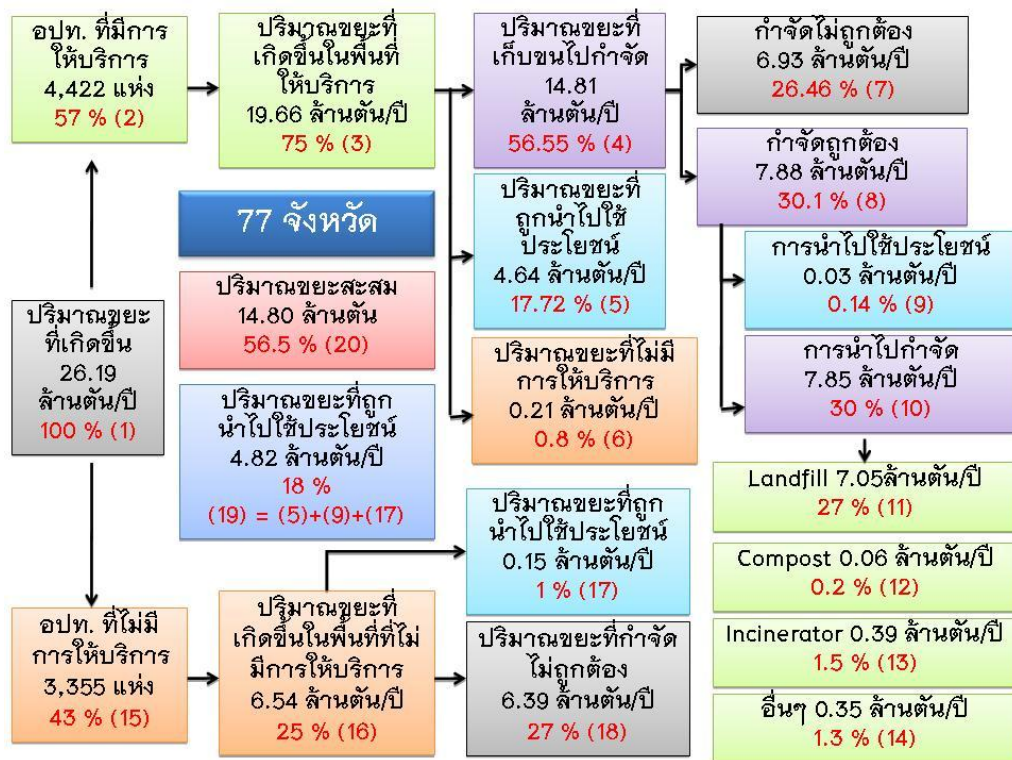 อปท. ที่มีการ
ให้บริการ
4,422 แห่ง
57 % (2)
ปริมาณขยะที่
เกิดขึ้นในพื้นที่
ให้บริการ
19.66 ล้านตัน/ปี
75 % (3)
ปริมาณขยะที่
เก็บขนไปกำจัด
14.81
ล้านตัน/ปี
56.55 % (4)
กำจัดไม่ถูกต้อง
6.93 ล้านตัน/ปี
26.46 % (7)
กำจัดถูกต้อง
7.88 ล้านตัน/ปี
30.1 % (8)
77 จังหวัด
ปริมาณขยะที่
ถูกนำไปใช้
ประโยชน์
4.64 ล้านตัน/ปี
17.72 % (5)
การนำไปใช้ประโยชน์
0.03 ล้านตัน/ปี
0.14 % (9)
ปริมาณขยะสะสม
14.80 ล้านตัน
56.5 % (20)
ปริมาณขยะ
ที่เกิดขึ้น
26.19
ล้านตัน/ปี
100 % (1)
ปริมาณขยะที่ไม่มี
การให้บริการ
0.21 ล้านตัน/ปี
0.8 % (6)
การนำไปกำจัด
7.85 ล้านตัน/ปี
30 % (10)
ปริมาณขยะที่ถูก
นำไปใช้ประโยชน์
4.82 ล้านตัน/ปี
18 %
(19) = (5)+(9)+(17)
Landfill 7.05ล้านตัน/ปี
27 % (11)
ปริมาณขยะที่ถูก
นำไปใช้ประโยชน์
0.15 ล้านตัน/ปี
1 % (17)
Compost 0.06 ล้านตัน/ปี
0.2 % (12)
อปท. ที่ไม่มี
การให้บริการ
3,355 แห่ง
43 % (15)
ปริมาณขยะที่
เกิดขึ้นในพื้นที่ที่ไม่
มีการให้บริการ
6.54 ล้านตัน/ปี
25 % (16)
ปริมาณขยะที่กำจัด
ไม่ถูกต้อง
6.39 ล้านตัน/ปี
27 % (18)
Incinerator 0.39 ล้านตัน/ปี
1.5 % (13)
อื่นๆ 0.35 ล้านตัน/ปี
1.3 % (14)